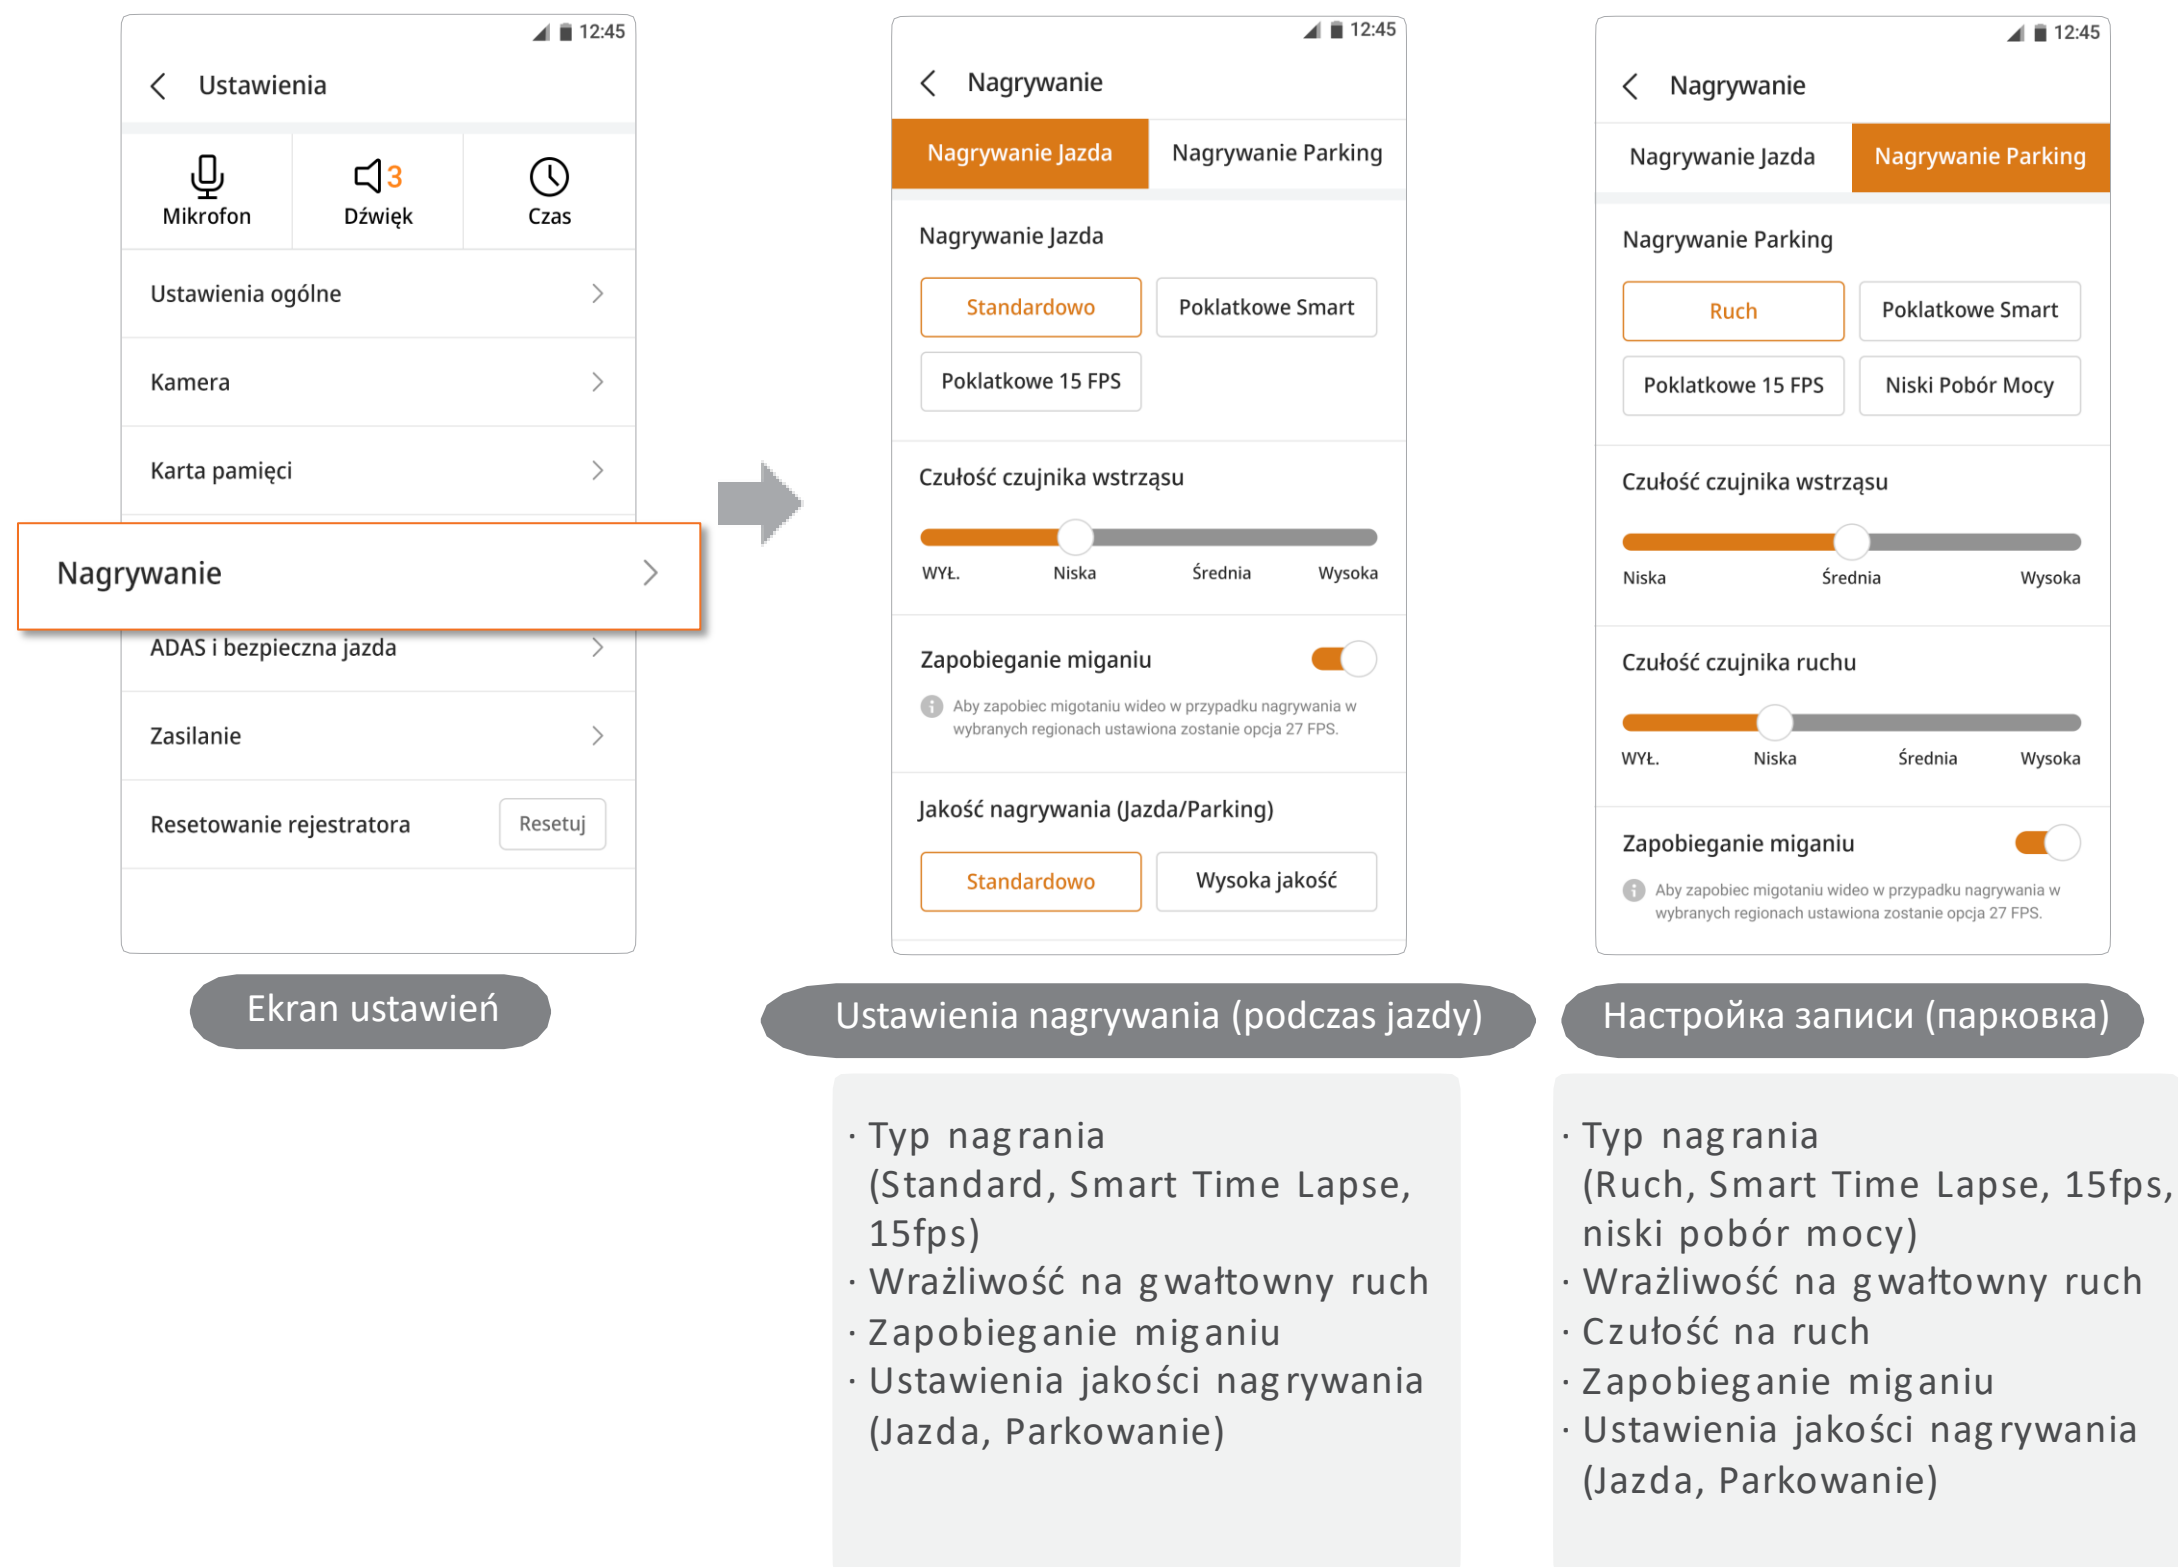 12:45
Ustawienia
3
Mikrofon
Dźwięk
Czas
Ustawienia ogólne
Kamera
Karta pamięci
Nagrywanie
ADAS i bezpieczna jazda
Zasilanie
Resetowanie rejestratora
Resetuj
Ekran ustawień
12:45
Nagrywanie
Nagrywanie Jazda
Nagrywanie Parking
Nagrywanie Jazda
Standardowo
Poklatkowe Smart
Poklatkowe 15 FPS
Czułość czujnika wstrząsu
WYŁ.
Niska
Średnia
Wysoka
Zapobieganie miganiu
Aby zapobiec migotaniu wideo w przypadku nagrywania w
wybranych regionach ustawiona zostanie opcja 27 FPS.
Jakość nagrywania (Jazda/Parking)
Standardowo
Wysoka jakość
Ustawienia nagrywania (podczas jazdy)
· Typ nagrania
(Standard, Smart Time Lapse,
15fps)
· Wrażliwość na gwałtowny ruch
· Zapobieganie miganiu
· Ustawienia jakości nagrywania
(Jazda, Parkowanie)
12:45
Nagrywanie
Nagrywanie Jazda
Nagrywanie Parking
Nagrywanie Parking
Ruch
Poklatkowe Smart
Poklatkowe 15 FPS
Niski Pobór Mocy
Czułość czujnika wstrząsu
Niska
Średnia
Wysoka
Czułość czujnika ruchu
WYŁ.
Niska
Średnia
Wysoka
Zapobieganie miganiu
Aby zapobiec migotaniu wideo w przypadku nagrywania w
wybranych regionach ustawiona zostanie opcja 27 FPS.
Настройка записи (парковка)
· Typ nagrania
(Ruch, Smart Time Lapse, 15fps,
niski pobór mocy)
· Wrażliwość na gwałtowny ruch
· Czułość na ruch
· Zapobieganie miganiu
· Ustawienia jakości nagrywania
(Jazda, Parkowanie)